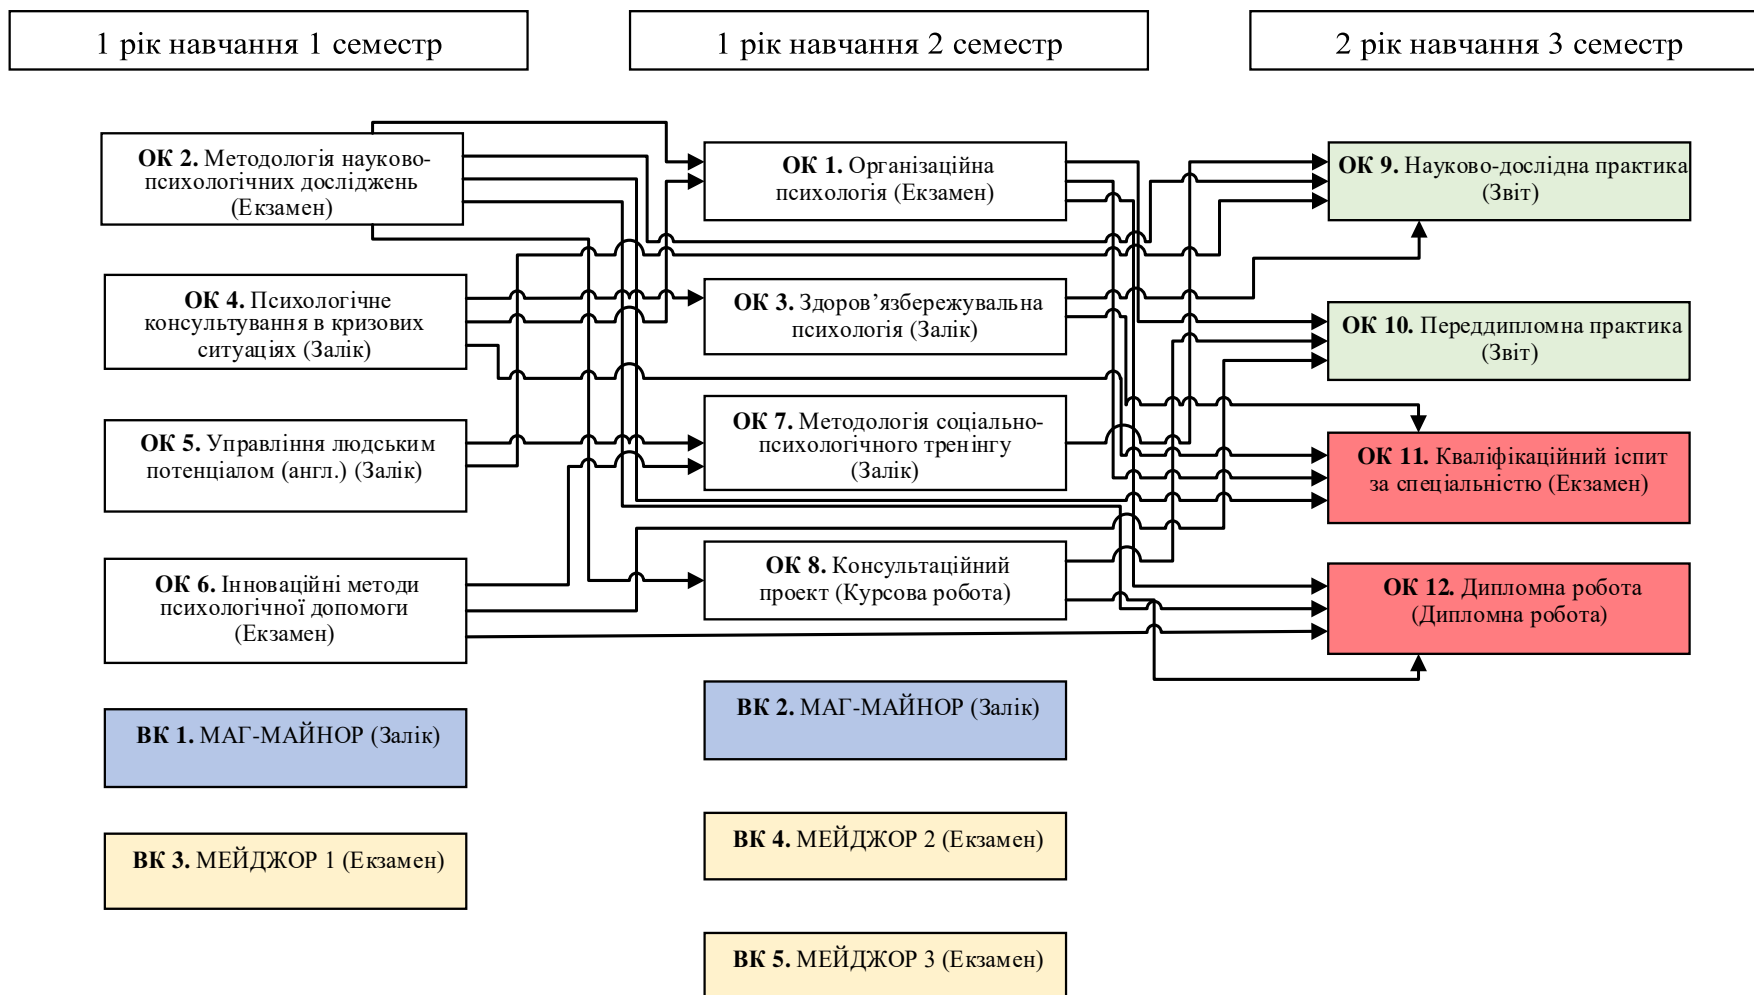 1 рік навчання 1 семестр
1 рік навчання 2 семестр
2 рік навчання 3 семестр
ОК 2. Методологія науково-
психологічних досліджень
(Екзамен)
ОК 4. Психологічне
консультування в кризових
ситуаціях (Залік)
ОК 5. Управління людським
потенціалом (англ.) (Залік)
ОК 6. Інноваційні методи
психологічної допомоги
(Екзамен)
ВК 1. МАГ-МАЙНОР (Залік)
ВК 3. МЕЙДЖОР 1 (Екзамен)
ОК 1. Організаційна
психологія (Екзамен)
ОК 3. Здоров’язбережувальна
психологія (Залік)
ОК 7. Методологія соціально-
психологічного тренінгу
(Залік)
ОК 8. Консультаційний
проект (Курсова робота)
ВК 2. МАГ-МАЙНОР (Залік)
ВК 4. МЕЙДЖОР 2 (Екзамен)
ВК 5. МЕЙДЖОР 3 (Екзамен)
ОК 9. Науково-дослідна практика
(Звіт)
ОК 10. Переддипломна практика
(Звіт)
ОК 11. Кваліфікаційний іспит
за спеціальністю (Екзамен)
ОК 12. Дипломна робота
(Дипломна робота)